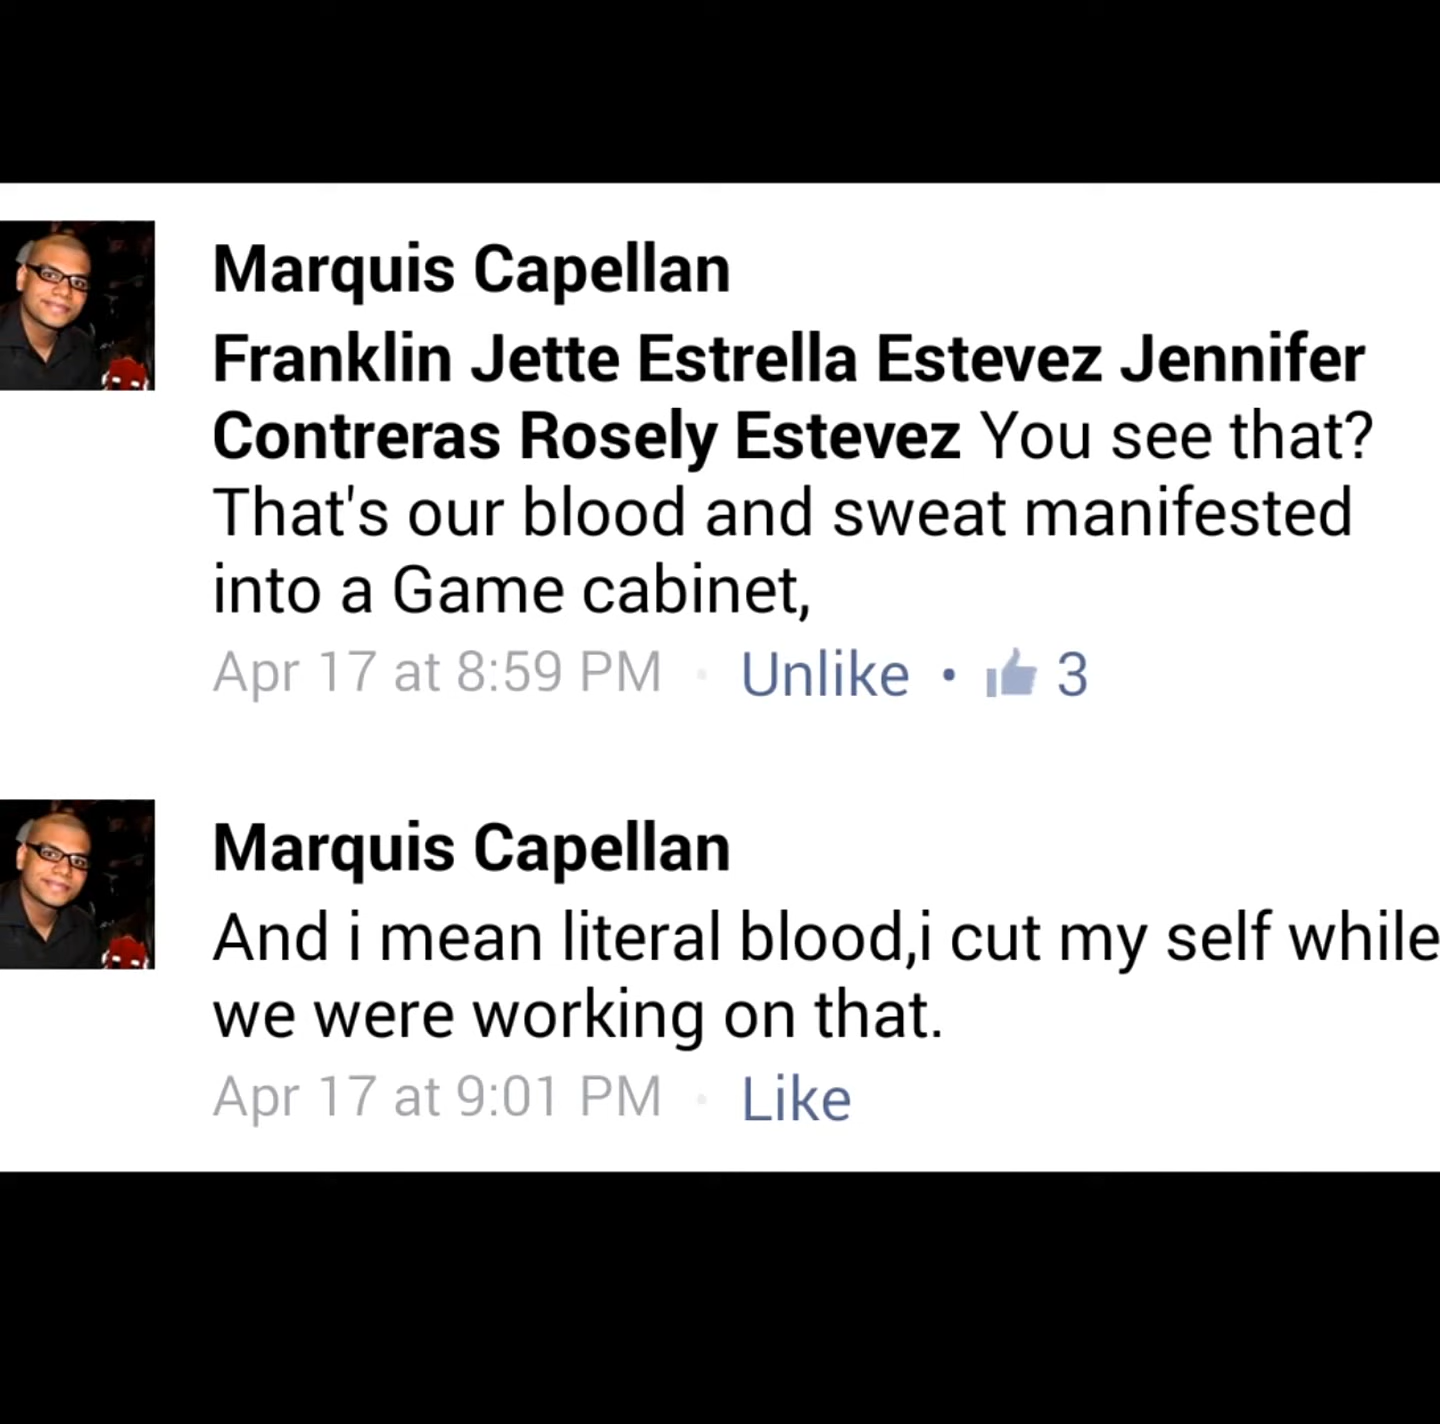 Marquis Capellan
Franklin Jette Estrella Estevez Jennifer
Contreras Rosely Estevez You see that?
That's our blood and sweat manifested
into a Game cabinet,
Apr 17 at 8:59 PM • Unlike • 3
Marquis Capellan
And i mean literal blood,i cut my self while
we were working on that.
Apr 17 at 9:01 PM • Like